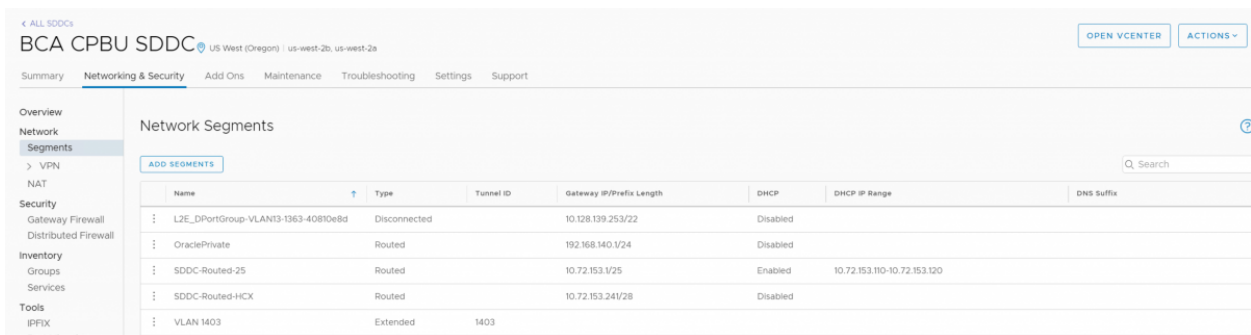 < ALL SDDCs
BCA CPBU SDDC US West (Oregon) | us-west-2b, us-west-2a
OPEN VCENTER ACTIONS
Summary Networking & Security Add Ons Maintenance Troubleshooting Settings Support
Overview
Network
Segments
> VPN
NAT
Security
Gateway Firewall
Distributed Firewall
Inventory
Groups
Services
Tools
IPFIX
Network Segments
?
ADD SEGMENTS
Search
Name Type Tunnel ID Gateway IP/Prefix Length DHCP DHCP IP Range DNS Suffix
L2E_DPortGroup-VLAN13-1363-40810e8d Disconnected 10.128.139.253/22 Disabled
OraclePrivate Routed 192.168.140.1/24 Disabled
SDDC-Routed-25 Routed 10.72.153.1/25 Enabled 10.72.153.110-10.72.153.120
SDDC-Routed-HCX Routed 10.72.153.241/28 Disabled
VLAN 1403 Extended 1403